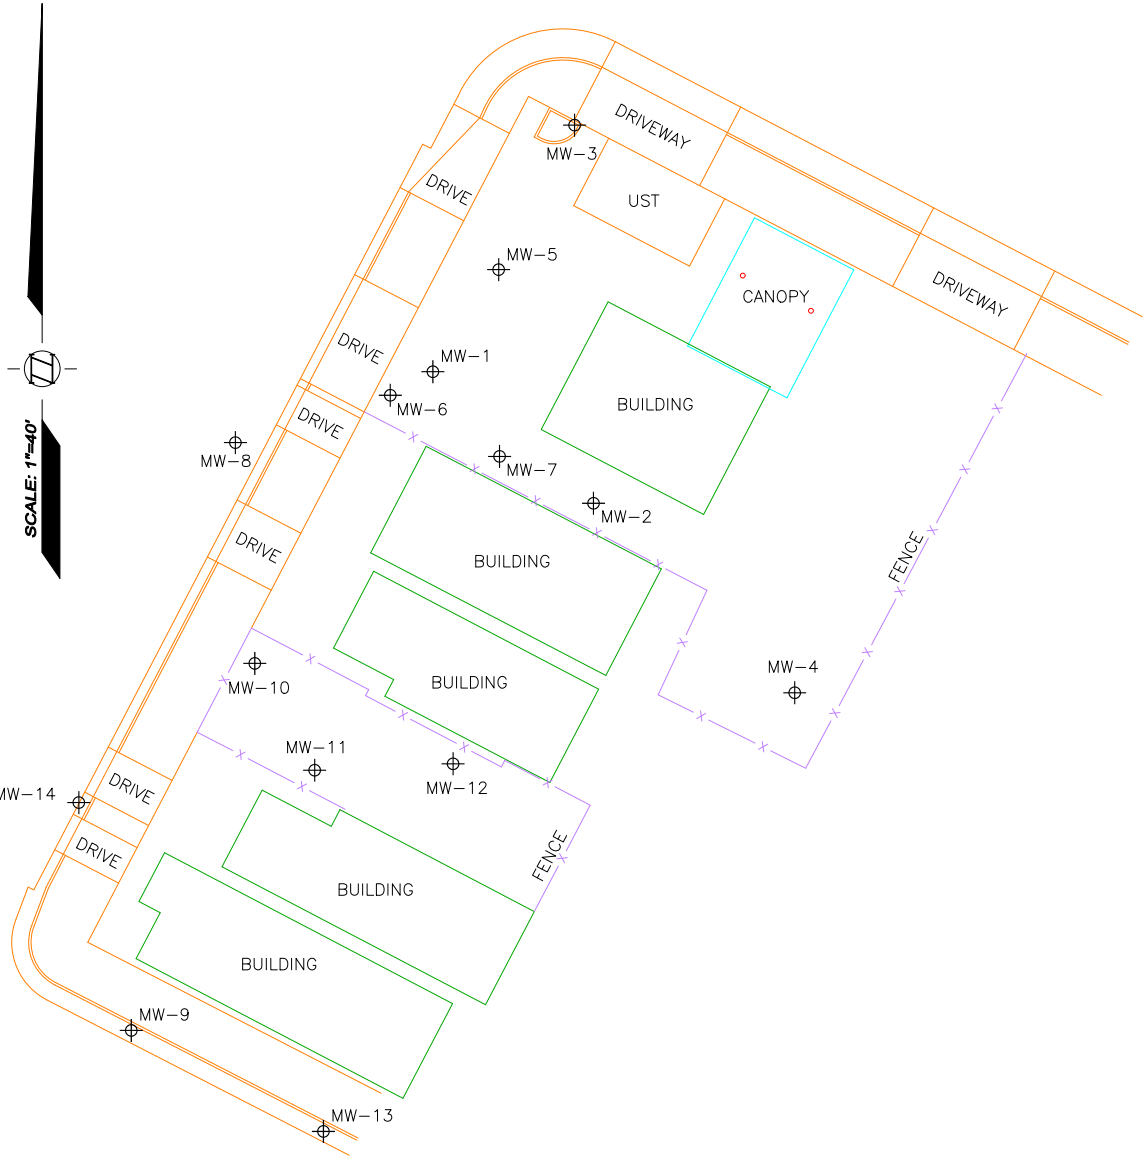 DRIVEWAY
MW-3
DRIVE
UST
MW-5
CANOPY
DRIVEWAY
DRIVE
MW-1
MW-6
BUILDING
DRIVE
MW-8
MW-7
SCALE: 1"=40'
MW-2
DRIVE
BUILDING
FENCE
MW-10
BUILDING
MW-4
MW-11
MW-12
DRIVE
MW-14
DRIVE
FENCE
BUILDING
BUILDING
MW-9
MW-13